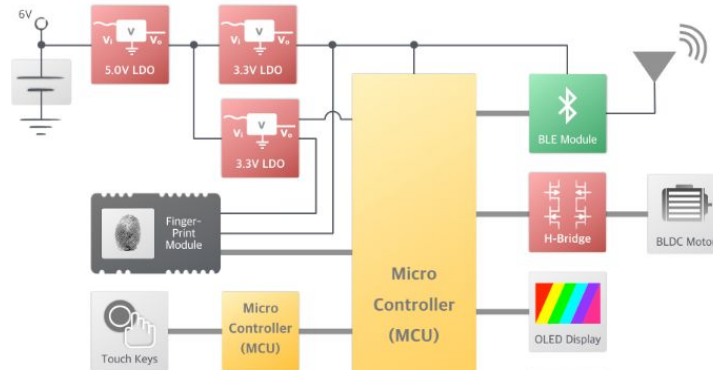 6V
Vi
V
Vo
5.0V LDO
Vi
V
Vo
3.3V LDO
Vi
V
Vo
3.3V LDO
BLE Module
Finger-
Print
Module
H-Bridge
BLDC Motor
Micro
Controller
(MCU)
Touch Keys
Micro
Controller
(MCU)
OLED Display